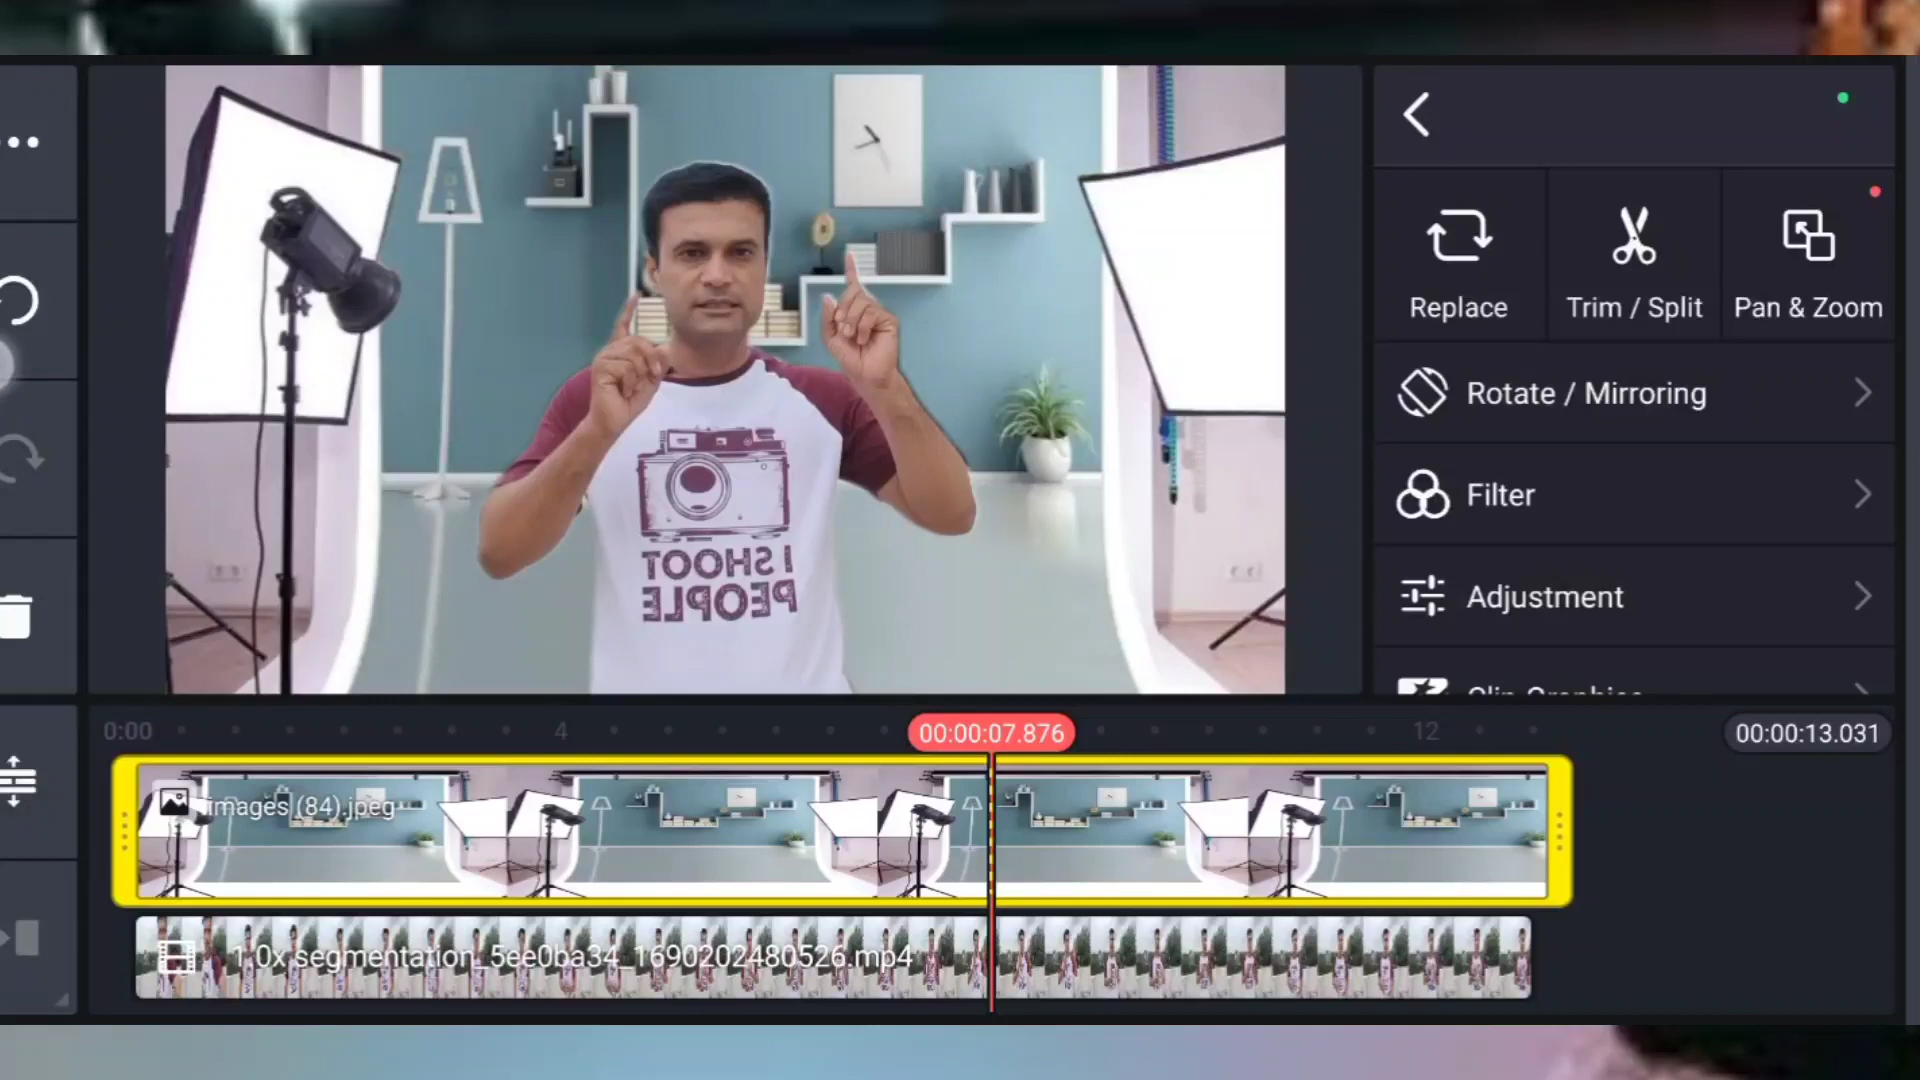 Replace
Trim / Split
Pan & Zoom
Rotate / Mirroring
Filter
Adjustment
Clip Graphics
I SHOOT
PEOPLE
0:00
4
00:00:07.876
12
00:00:13.031
images (84).jpeg
1.0x segmentation_5ee0ba34_1690202480526.mp4